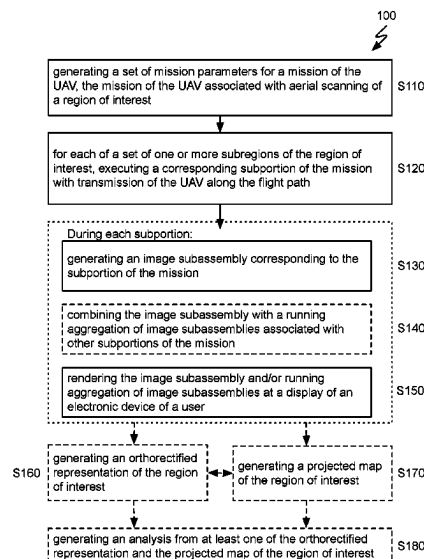 100
generating a set of mission parameters for a mission of the
UAV, the mission of the UAV associated with aerial scanning of
a region of interest
S110
for each of a set of one or more subregions of the region of
interest, executing a corresponding subportion of the mission
with transmission of the UAV along the flight path
S120
During each subportion:
generating an image subassembly corresponding to the
subportion of the mission
S130
combining the image subassembly with a running
aggregation of image subassemblies associated with
other subportions of the mission
S140
rendering the image subassembly and/or running
aggregation of image subassemblies at a display of an
electronic device of a user
S150
S160
generating an orthorectified
representation of the region
of interest
generating a projected map
of the region of interest
S170
generating an analysis from at least one of the orthorectified
representation and the projected map of the region of interest
S180